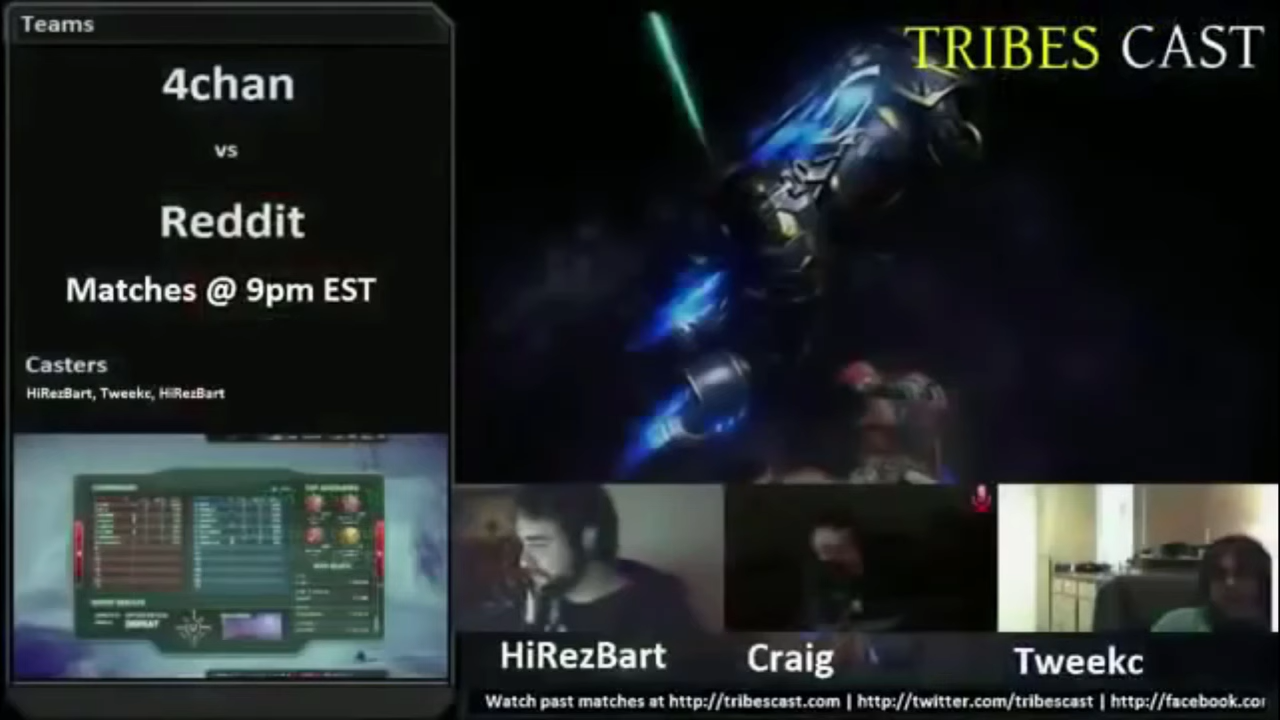 Teams
4chan
vs
Reddit
Matches @ 9pm EST
Casters
HiRezBart, Tweekc, HiRezBart
TRIBES CAST
DEFEAT
HiRezBart
Craig
Tweekc
Watch past matches at http://tribescast.com | http://twitter.com/tribescast | http://facebook.co